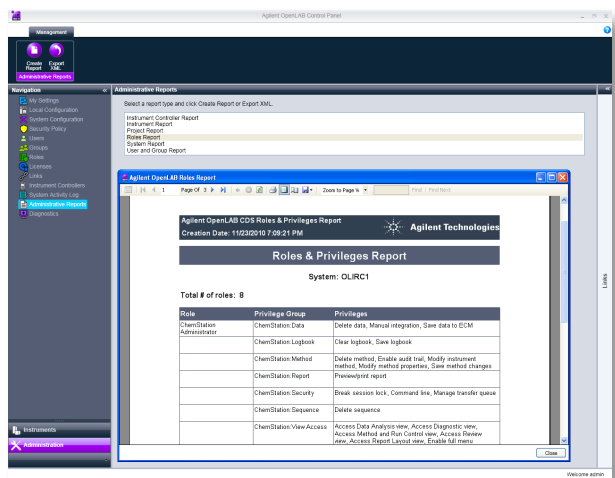 Agilent OpenLAB Control Panel
Management
Create Report
Export XML
Administrative Reports
Navigation
My Settings
Local Configuration
System Configuration
Security Policy
Users
Groups
Roles
Licenses
Links
Instrument Controllers
System Activity Log
Administrative Reports
Diagnostics
Instruments
Administration
Administrative Reports
Select a report type and click Create Report or Export XML.
Instrument Controller Report
Instrument Report
Project Report
Roles Report
System Report
User and Group Report
Agilent OpenLAB Roles Report
1 Page Of 3 Zoom to Page % Find | Find Next
Agilent OpenLAB CDS Roles & Privileges Report
Creation Date: 11/23/2010 7:09:21 PM
Agilent Technologies
Roles & Privileges Report
System: OLIRC1
Total # of roles: 8
Role Privilege Group Privileges
ChemStation Administrator ChemStation:Data Delete data, Manual integration, Save data to ECM
ChemStation:Logbook Clear logbook, Save logbook
ChemStation:Method Delete method, Enable audit trail, Modify instrument
method, Modify method properties, Save method changes
ChemStation:Report Preview/print report
ChemStation:Security Break session lock, Command line, Manage transfer queue
ChemStation:Sequence Delete sequence
ChemStation:View Access Access Data Analysis view, Access Diagnostic view,
Access Method and Run Control view, Access Review
view, Access Report Layout view, Enable full menu
Close
Links
Welcome admin